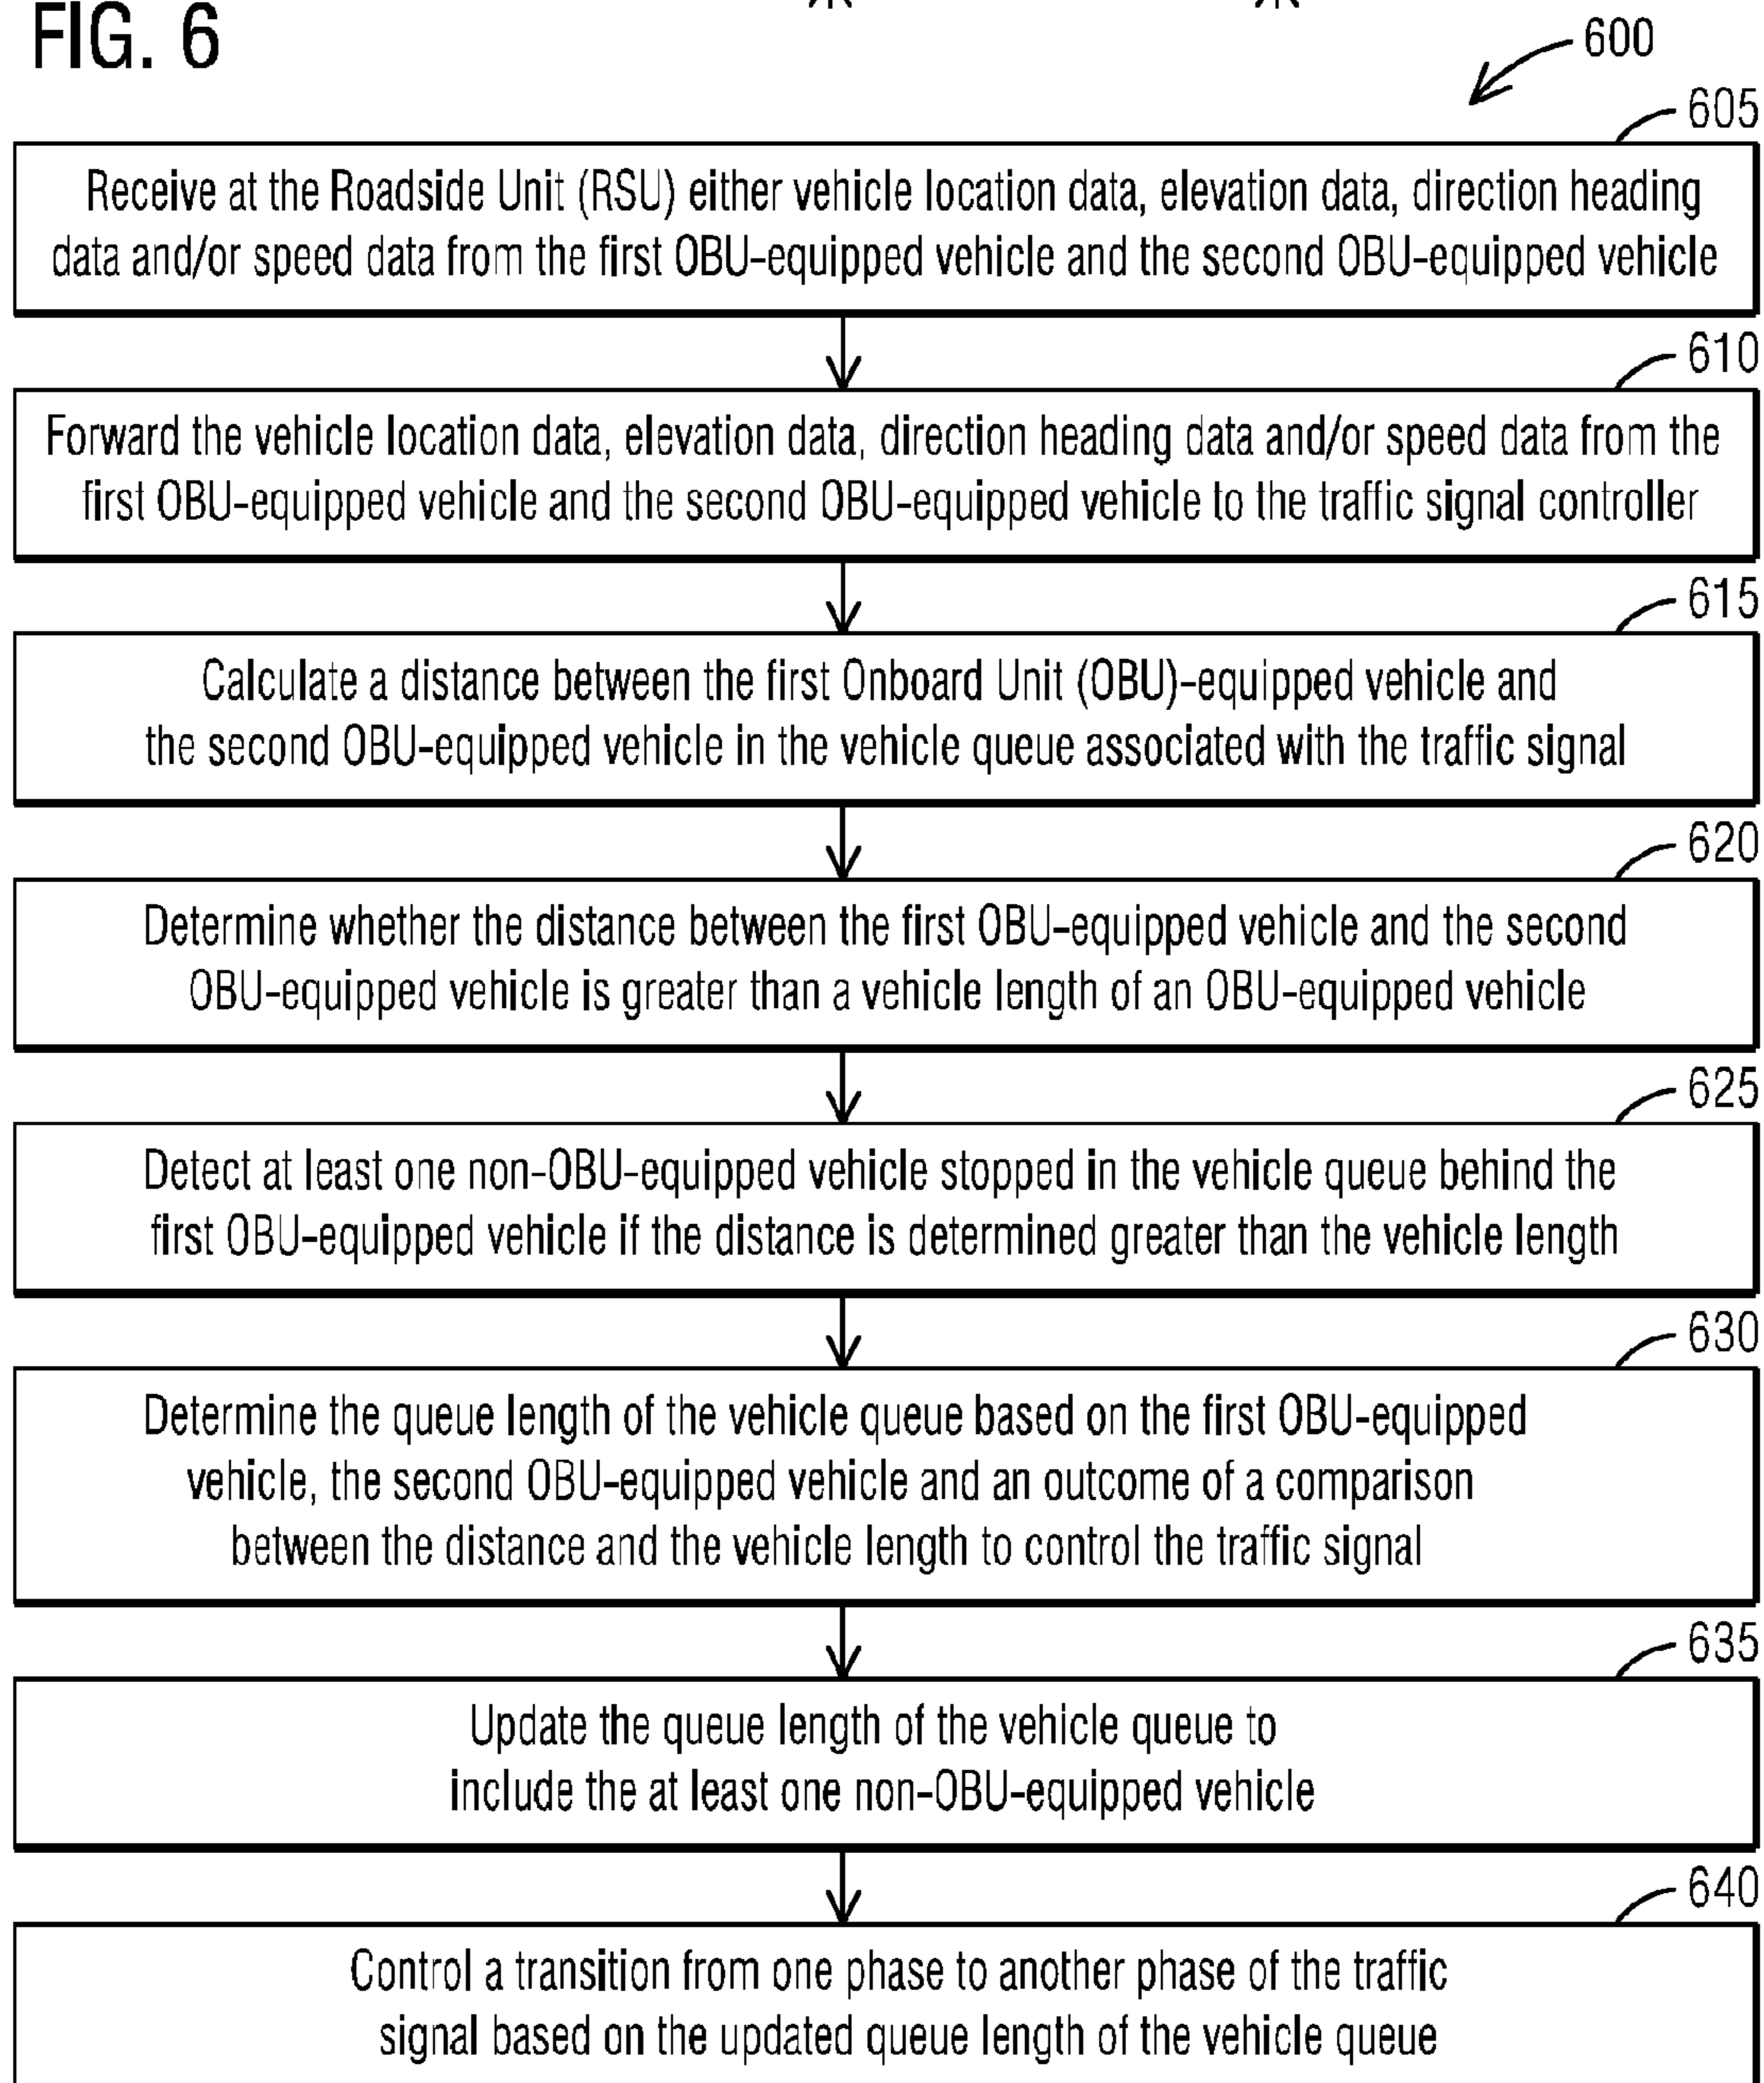 FIG. 6
600
605
Receive at the Roadside Unit (RSU) either vehicle location data, elevation data, direction heading
data and/or speed data from the first OBU-equipped vehicle and the second OBU-equipped vehicle
610
Forward the vehicle location data, elevation data, direction heading data and/or speed data from the
first OBU-equipped vehicle and the second OBU-equipped vehicle to the traffic signal controller
615
Calculate a distance between the first Onboard Unit (OBU)-equipped vehicle and
the second OBU-equipped vehicle in the vehicle queue associated with the traffic signal
620
Determine whether the distance between the first OBU-equipped vehicle and the second
OBU-equipped vehicle is greater than a vehicle length of an OBU-equipped vehicle
625
Detect at least one non-OBU-equipped vehicle stopped in the vehicle queue behind the
first OBU-equipped vehicle if the distance is determined greater than the vehicle length
630
Determine the queue length of the vehicle queue based on the first OBU-equipped
vehicle, the second OBU-equipped vehicle and an outcome of a comparison
between the distance and the vehicle length to control the traffic signal
635
Update the queue length of the vehicle queue to
include the at least one non-OBU-equipped vehicle
640
Control a transition from one phase to another phase of the traffic
signal based on the updated queue length of the vehicle queue